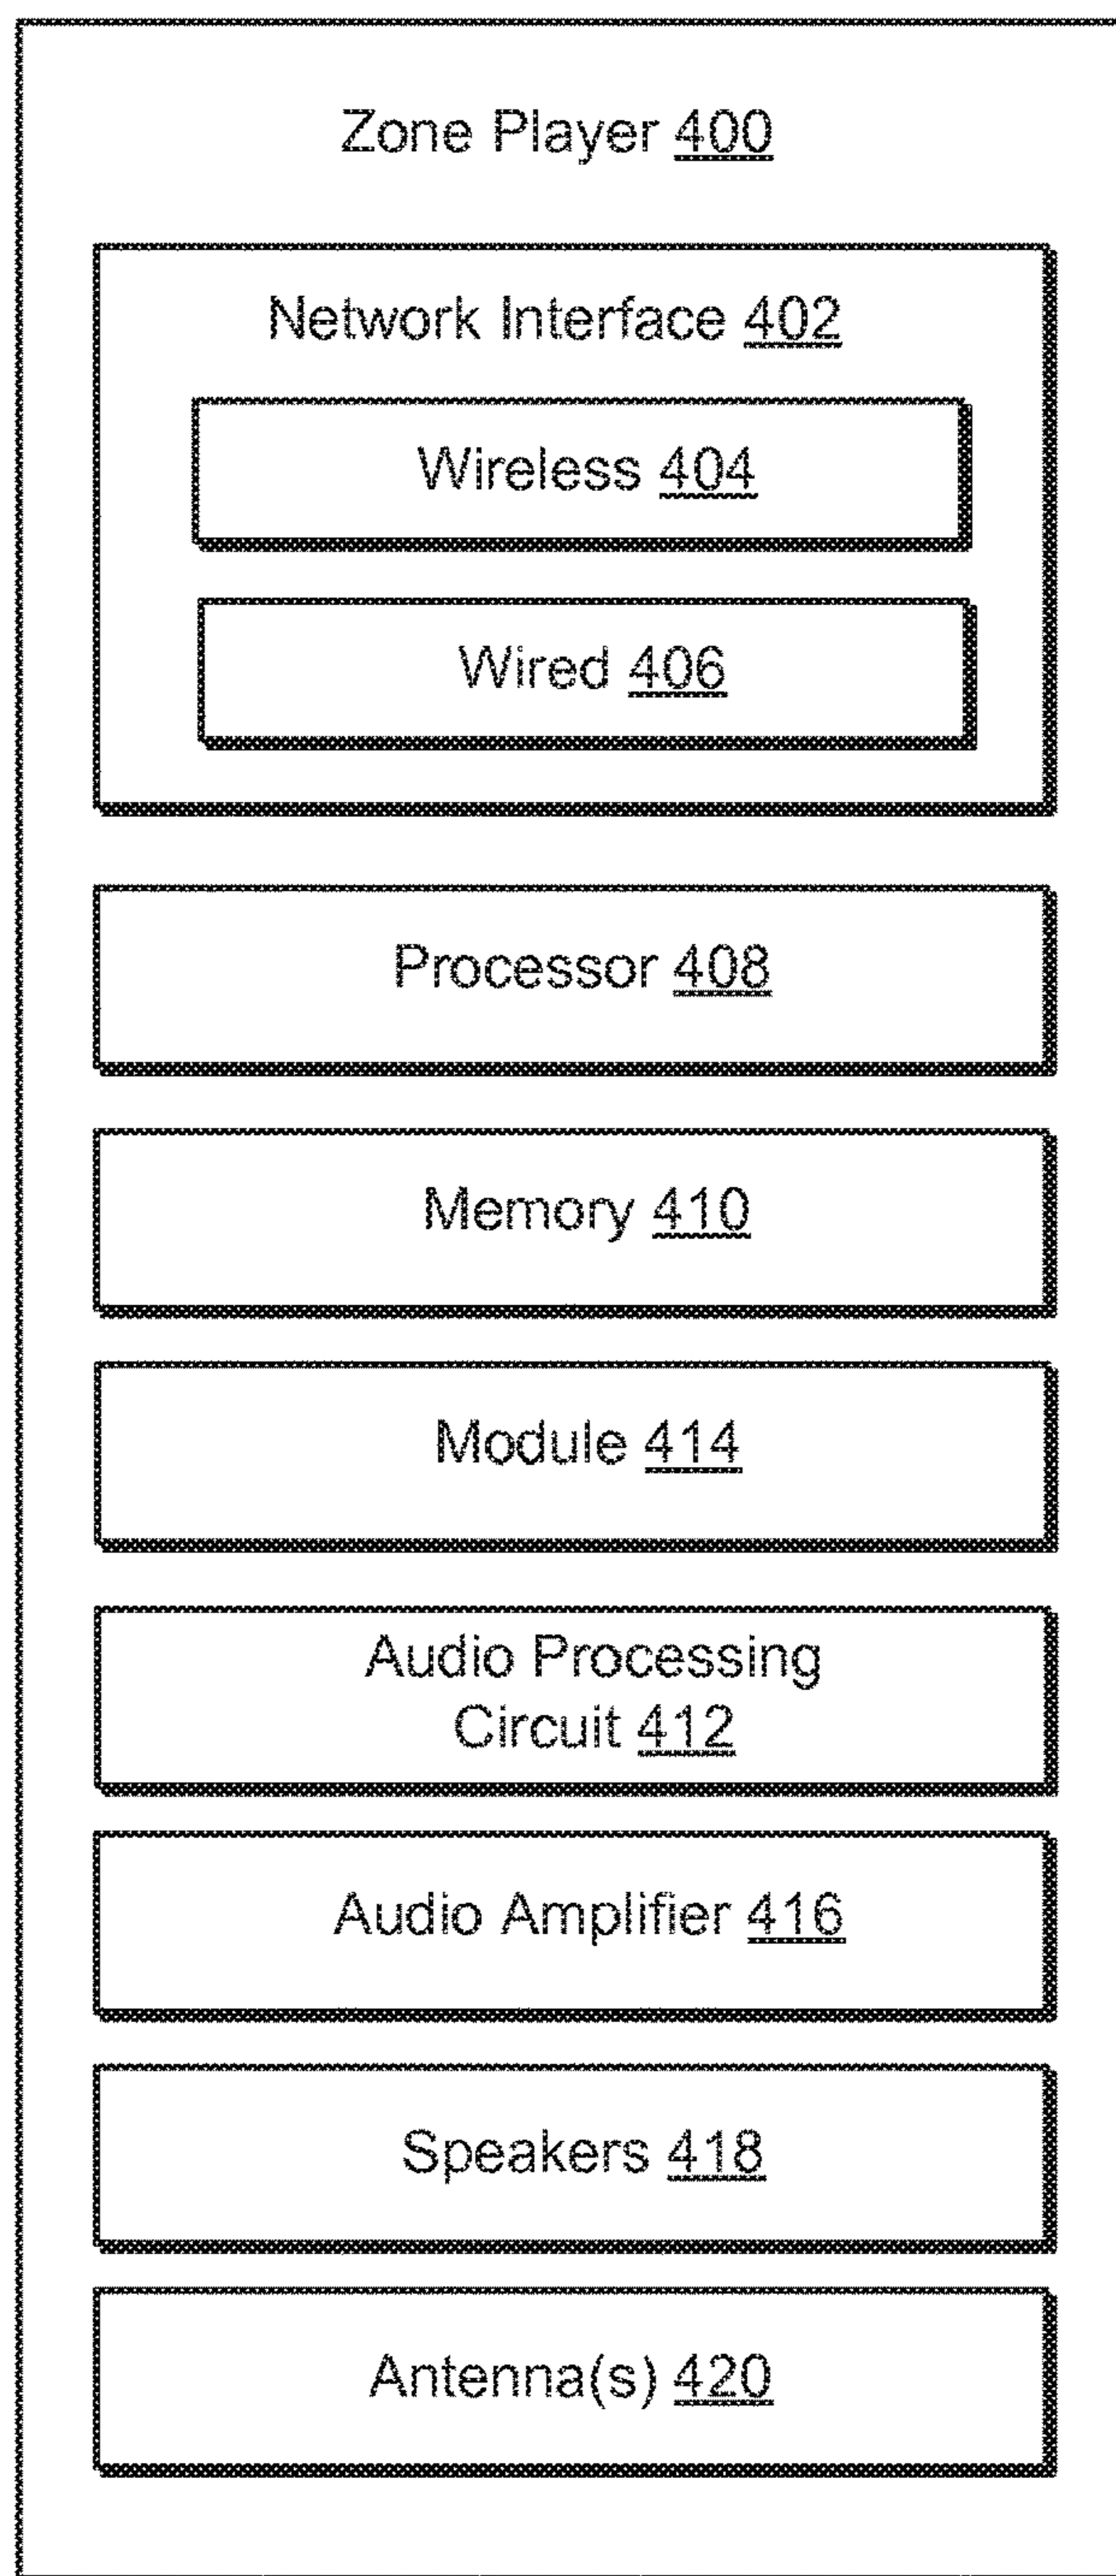 Zone Player 400
Network Interface 402
Wireless 404
Wired 406
Processor 408
Memory 410
Module 414
Audio Processing
Circuit 412
Audio Amplifier 416
Speakers 418
Antenna(s) 420